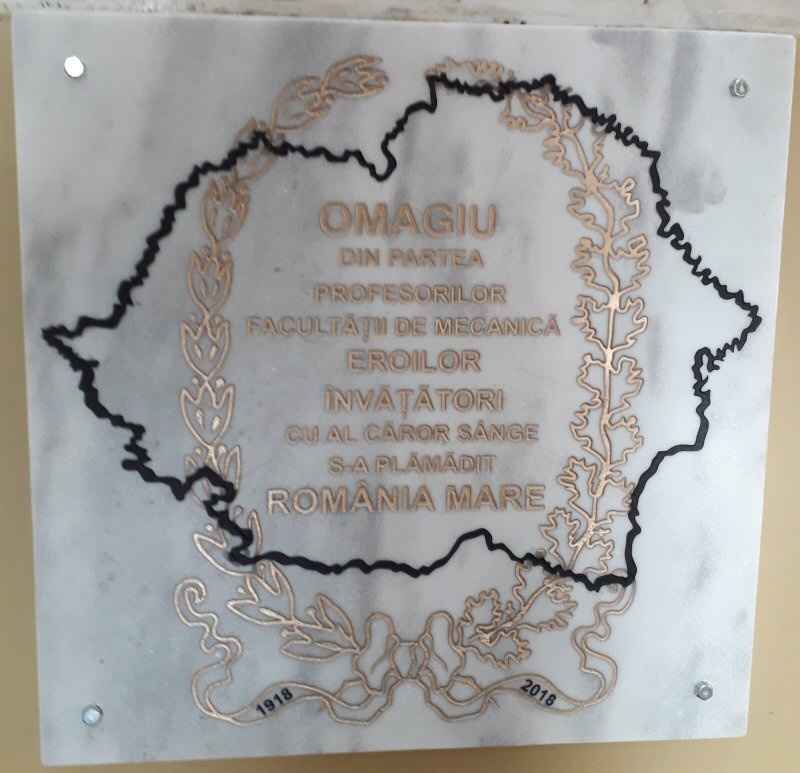 OMAGIU
DIN PARTEA
PROFESORILOR
FACULTĂȚII DE MECANICĂ
EROILOR
ÎNVĂȚĂTORI
CU AL CĂROR SÂNGE
S-A PLĂMĂDIT
ROMÂNIA MARE
1918 2018